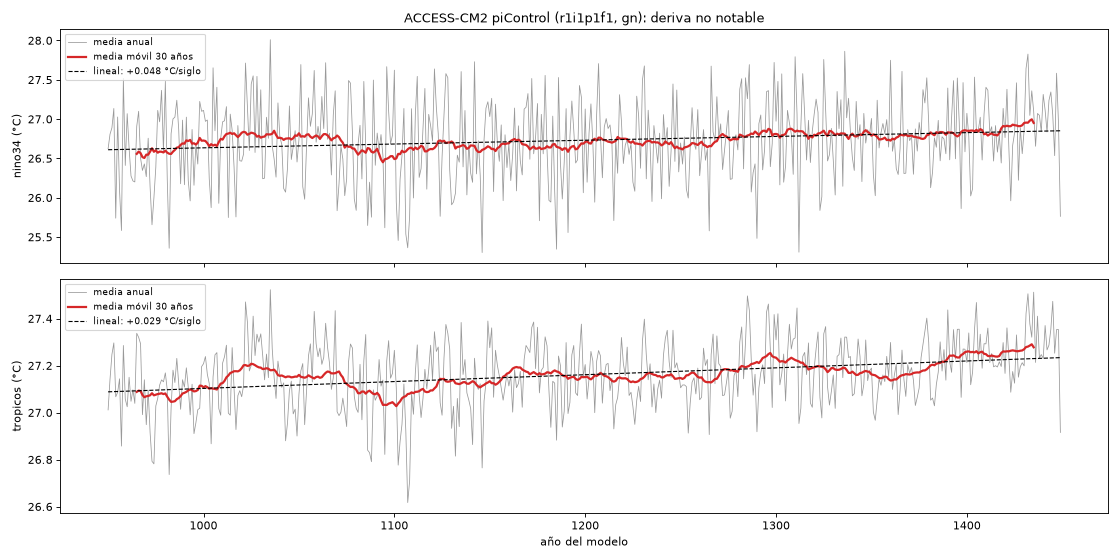 ACCESS-CM2 piControl (r1i1p1f1, gn): deriva no notable
media anual
media móvil 30 años
lineal: +0.048 °C/siglo
28.0
27.5
27.0
26.5
26.0
25.5
nino34 (°C)
media anual
media móvil 30 años
lineal: +0.029 °C/siglo
27.4
27.2
27.0
26.8
26.6
tropicos (°C)
1000 1100 1200 1300 1400
año del modelo